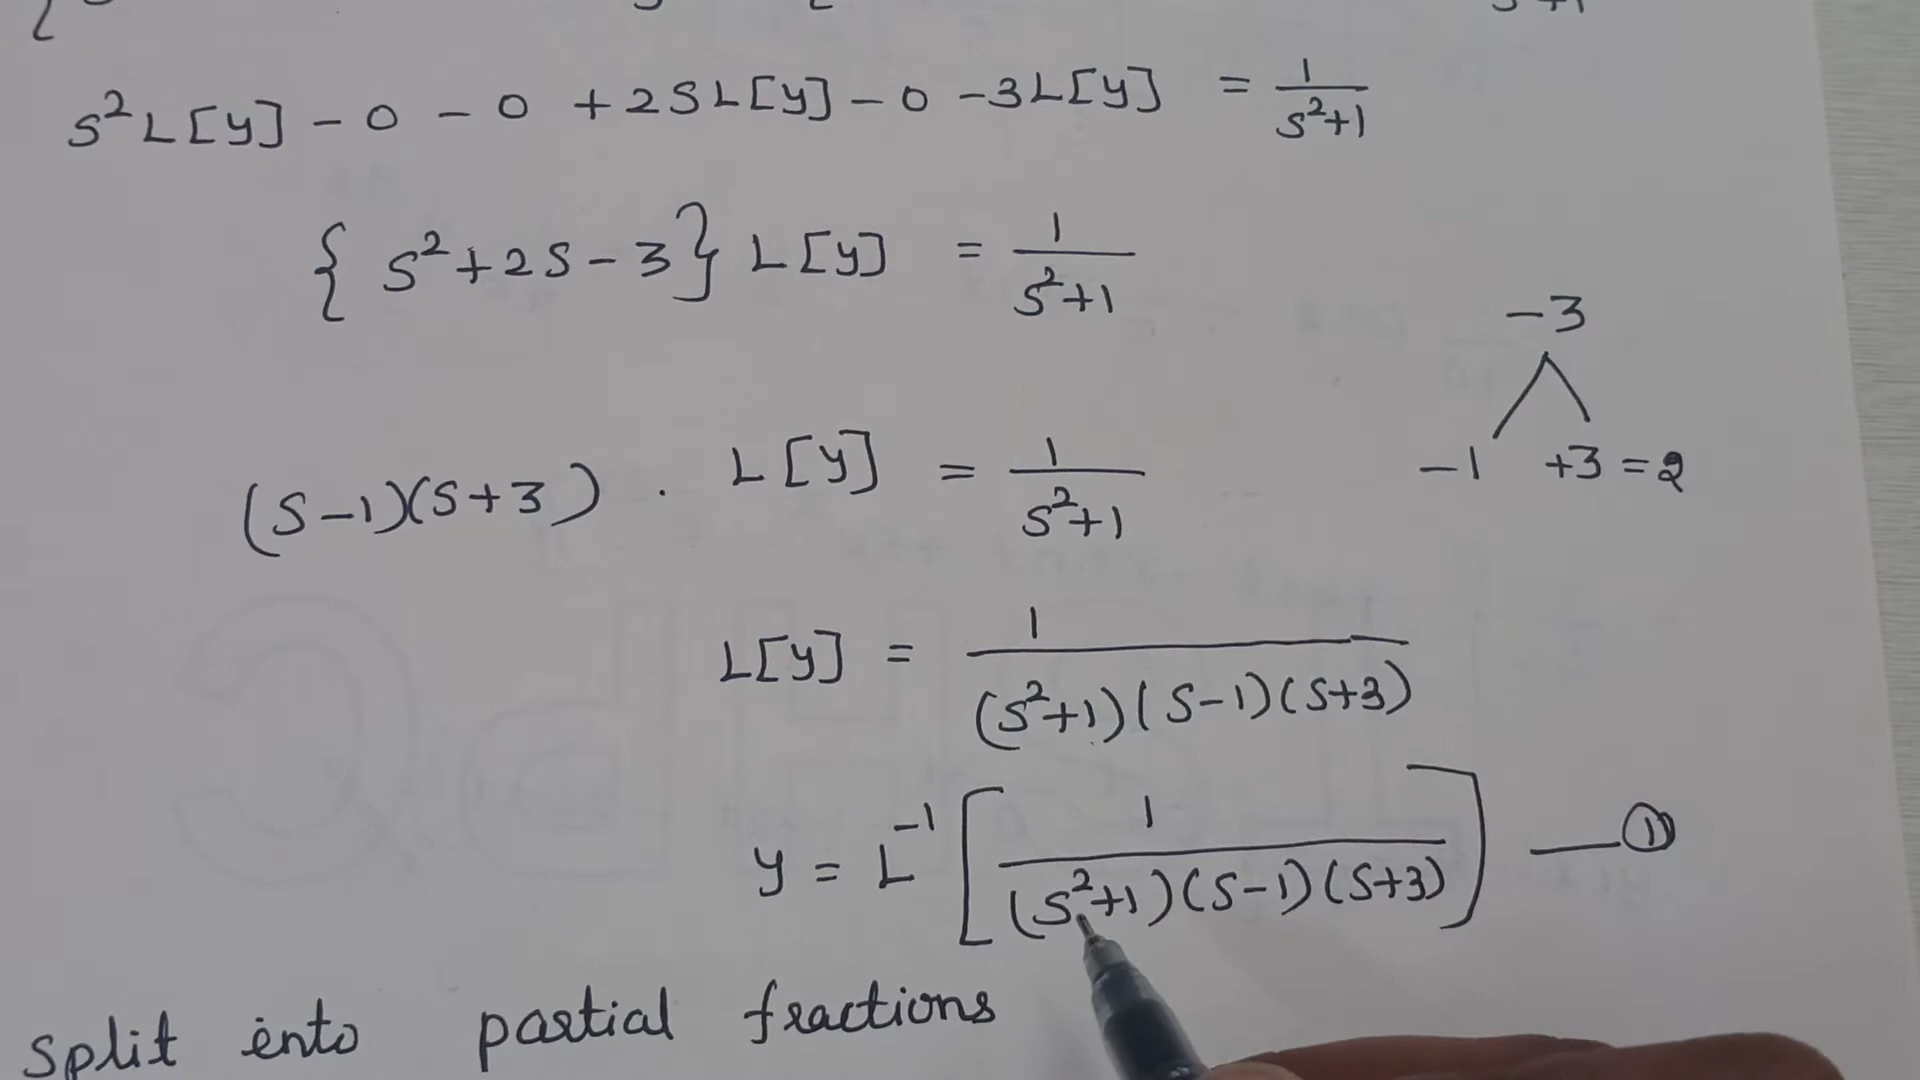 s²L[y] - 0 - 0 + 2SL[y] - 0 - 3L[y] = 1/(s²+1)
{ s² + 2s - 3 } L[y] = 1/(s²+1)
-3
-1 +3 = 2
(s-1)(s+3) . L[y] = 1/(s²+1)
L[y] = 1/((s²+1)(s-1)(s+3))
y = L⁻¹ [ 1/((s²+1)(s-1)(s+3)) ] — ①
split into partial fractions